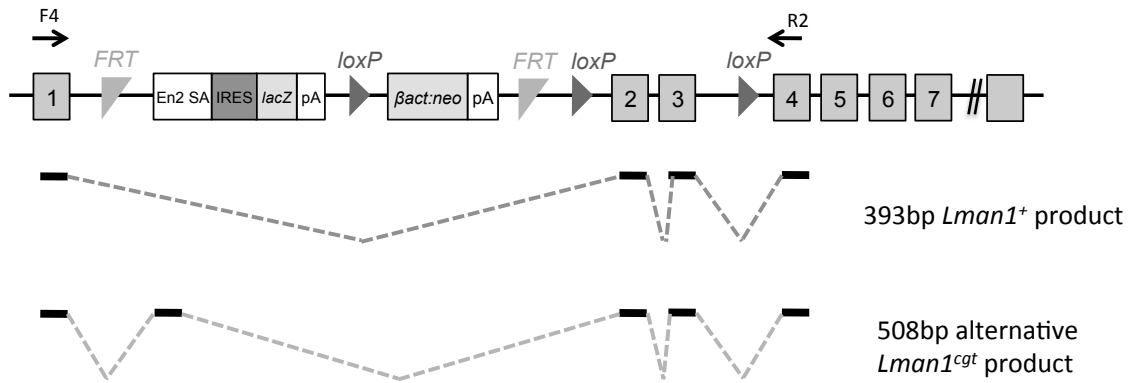 F4
R2
FRT
loxP
FRT
loxP
loxP
1
En2 SA
IRES
lacZ
pA
βact:neo
pA
2
3
4
5
6
7
393bp Lman1⁺ product
508bp alternative
Lman1ᶜᵍᵗ product